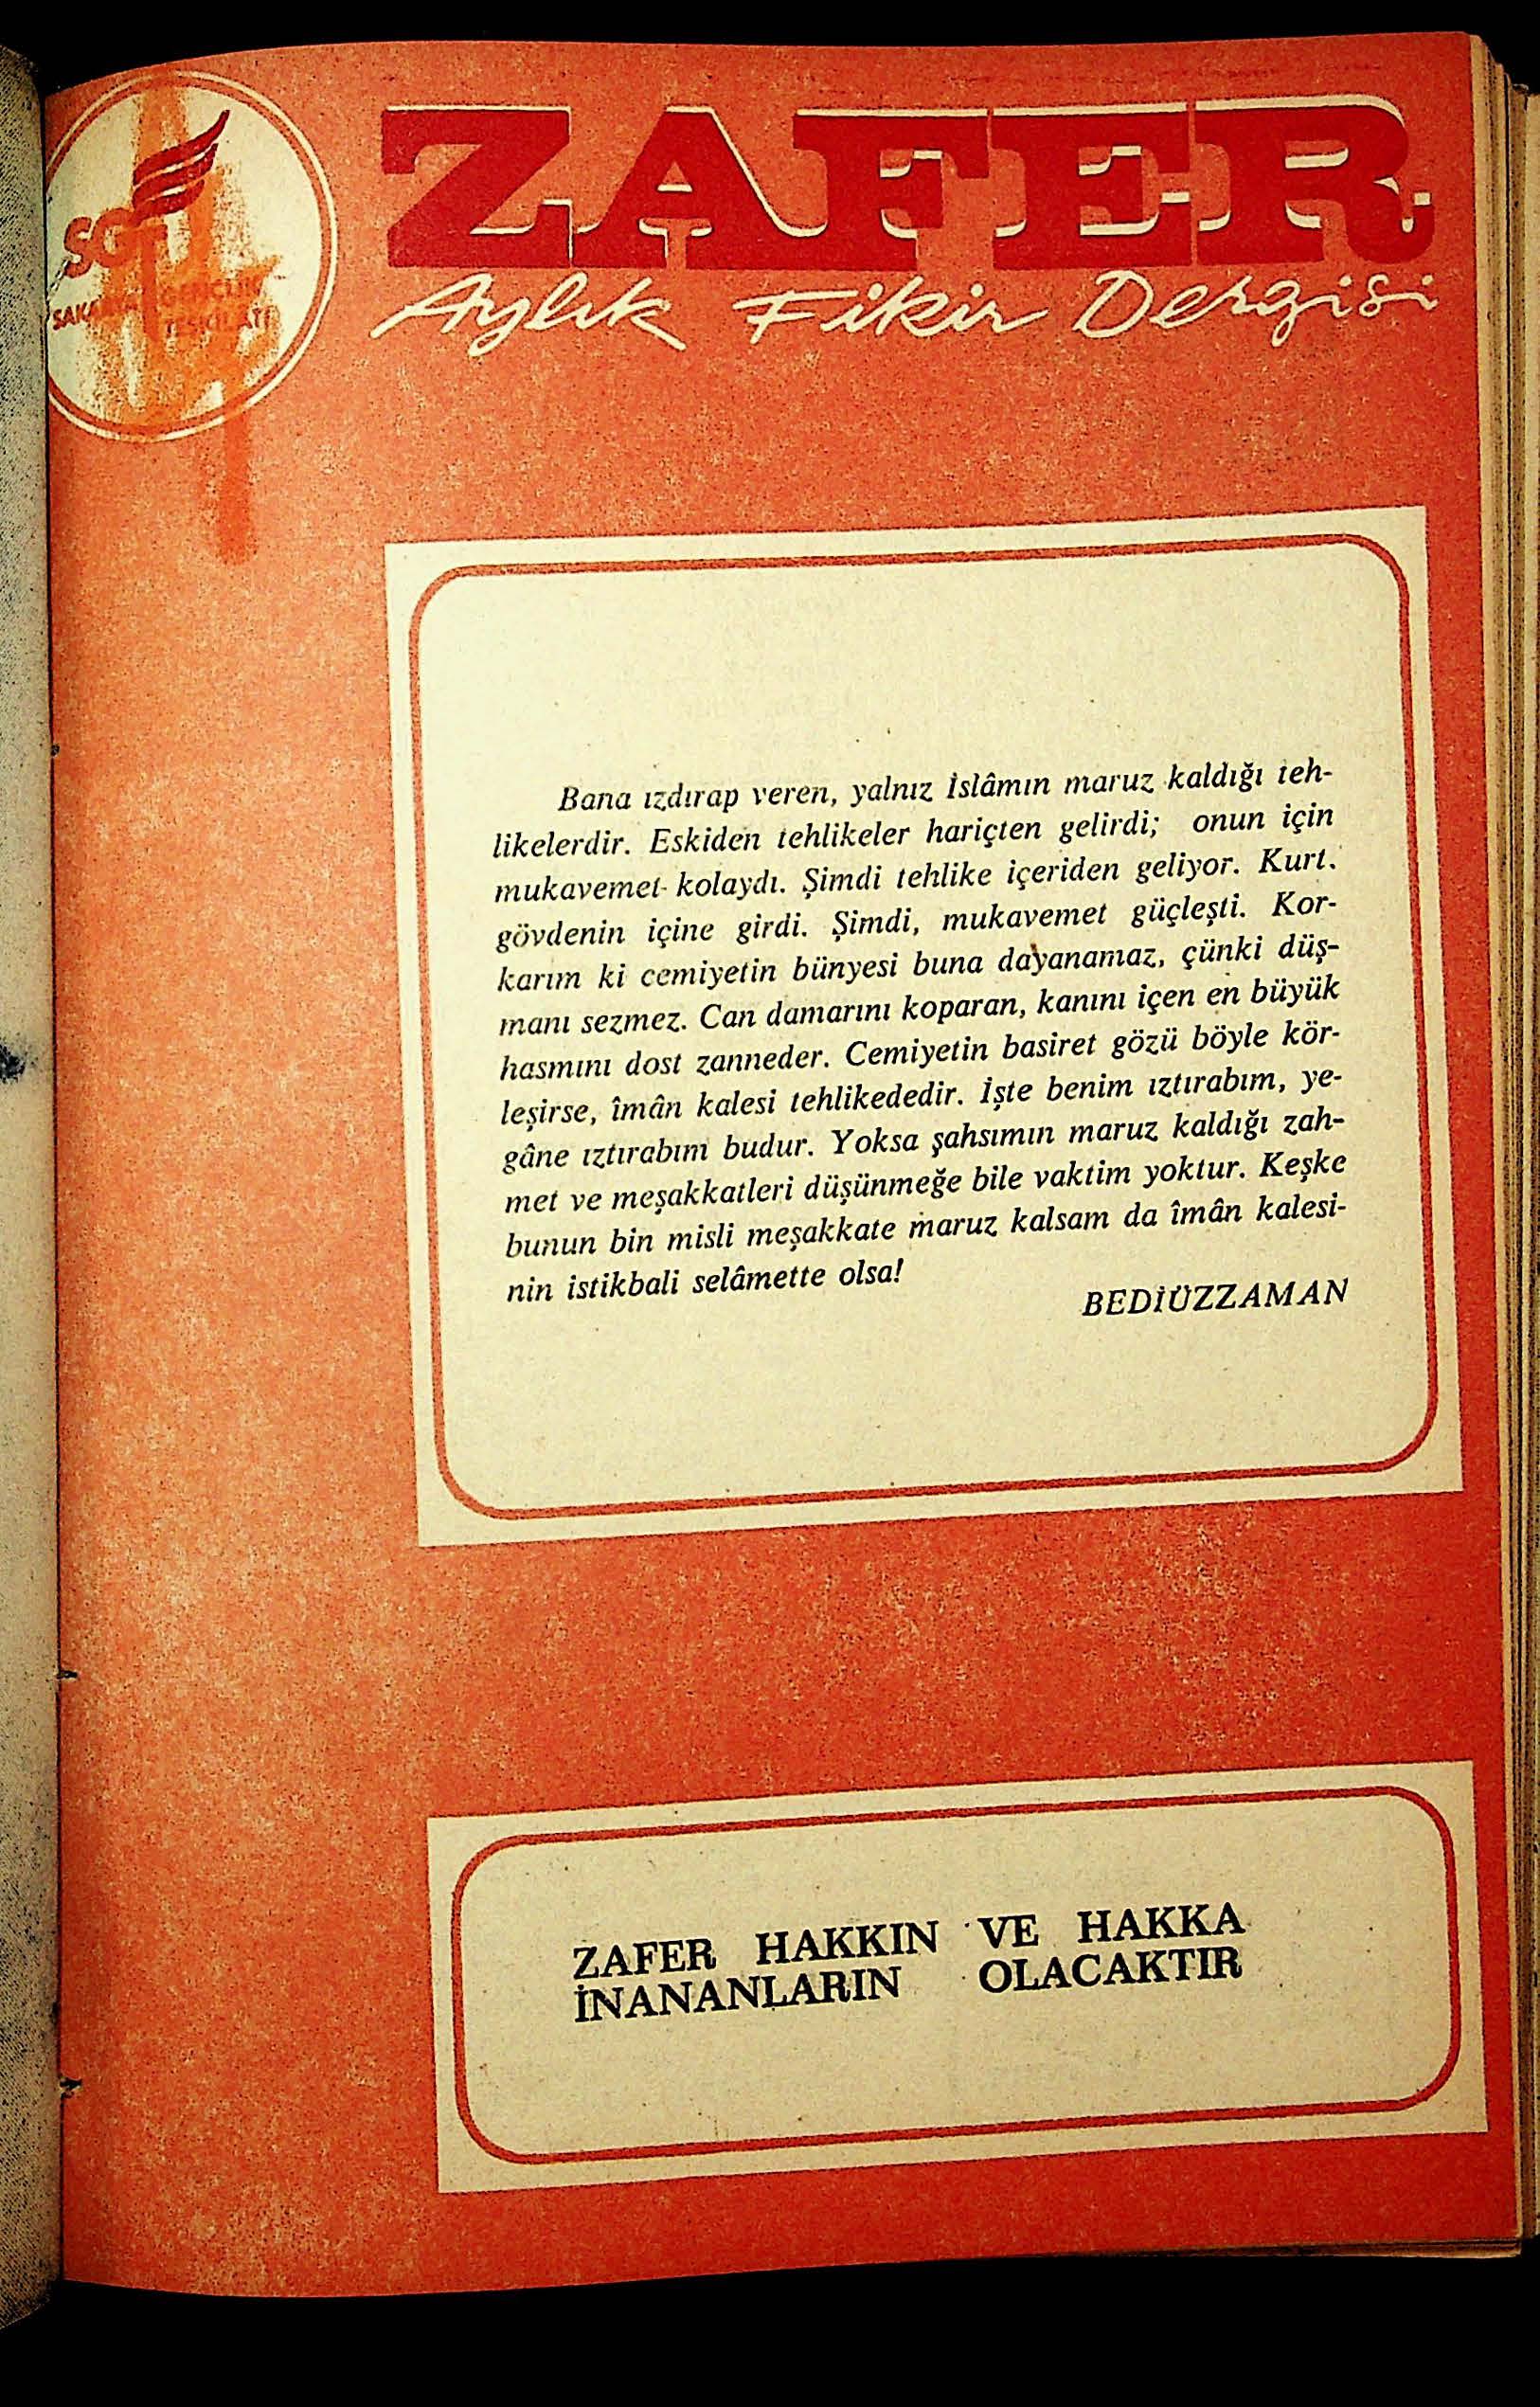 SGT
GENÇLİK
TEŞKİLATI
ZAFER
Aylık Fikir Dergisi
Bana ızdırap veren, yalnız İslâmın maruz kaldığı teh-
likelerdir. Eskiden tehlikeler hariçten gelirdi; onun için
mukavemet kolaydı. Şimdi tehlike içeriden geliyor. Kurt.
gövdenin içine girdi. Şimdi, mukavemet güçleşti. Kor-
karım ki cemiyetin bünyesi buna dayanamaz, çünki düş-
manı sezmez. Can damarını koparan, kanını içen en büyük
hasmını dost zanneder. Cemiyetin basiret gözü böyle kör-
leşirse, îmân kalesi tehlikededir. İşte benim ıztırabım, ye-
gâne ıztırabım budur. Yoksa şahsımın maruz kaldığı zah-
met ve meşakkatleri düşünmeğe bile vaktim yoktur. Keşke
bunun bin misli meşakkate maruz kalsam da îmân kalesi-
nin istikbali selâmette olsa!
BEDİÜZZAMAN
ZAFER HAKKIN VE HAKKA
İNANANLARIN OLACAKTIR